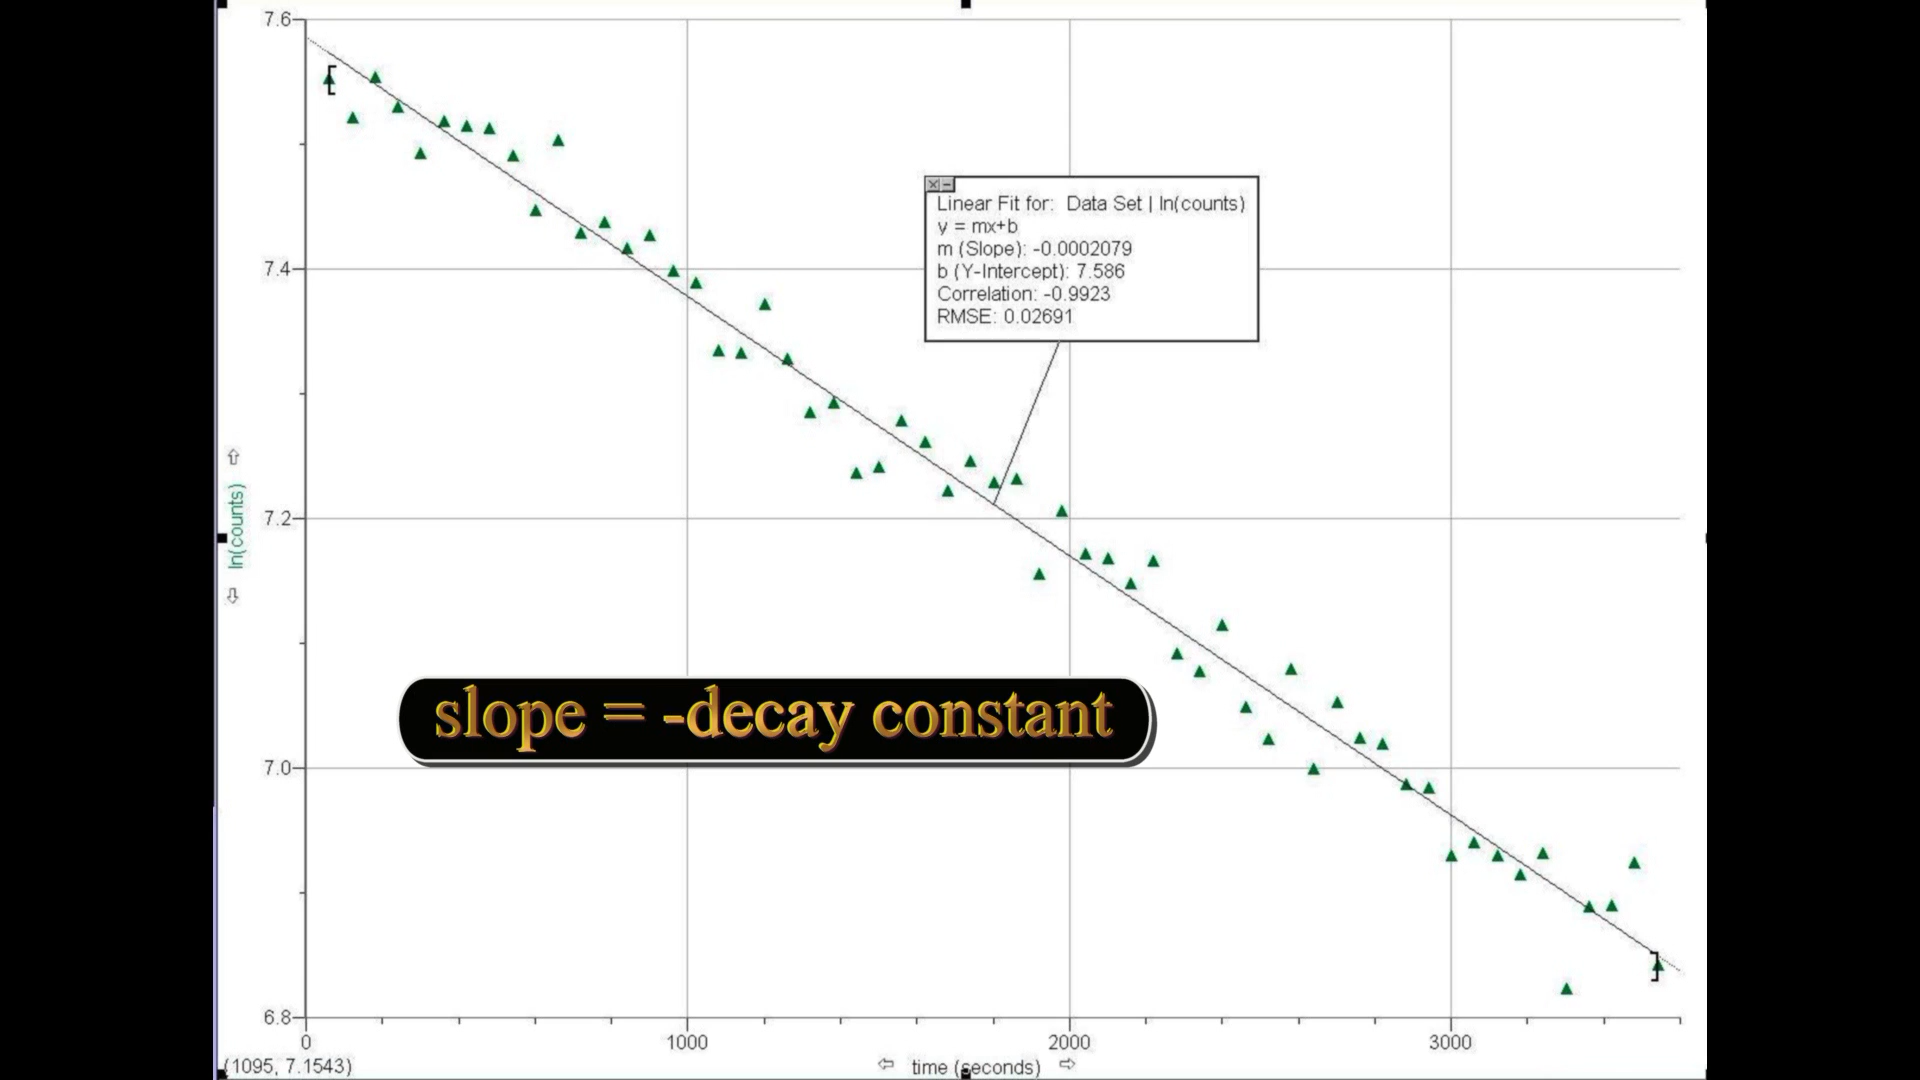 7.6
7.4
Linear Fit for: Data Set | ln(counts)
y = mx+b
m (Slope): -0.0002079
b (Y-Intercept): 7.586
Correlation: -0.9923
RMSE: 0.02691
ln(counts)
7.2
slope = -decay constant
7.0
6.8
0 1000 2000 3000
(1095, 7.1543)
time (seconds)